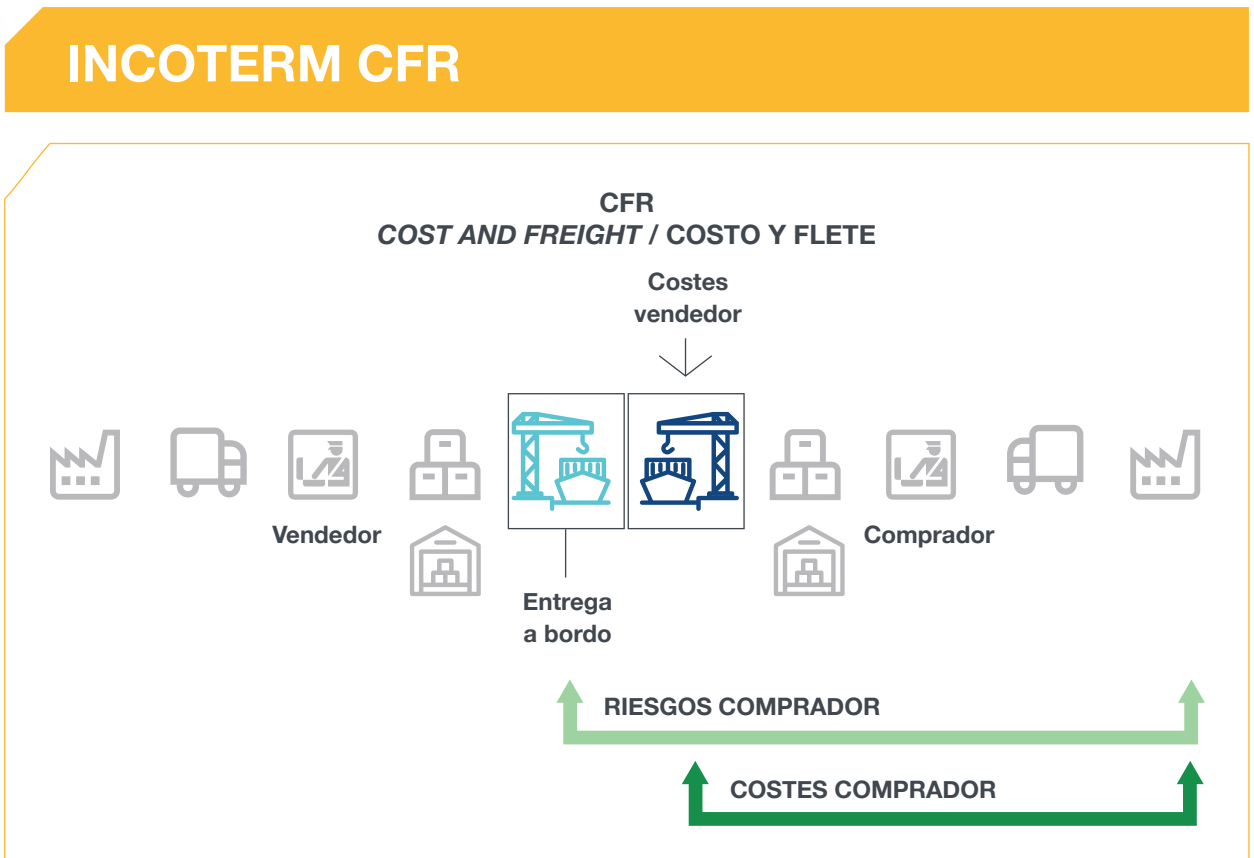 INCOTERM CFR
CFR
COST AND FREIGHT / COSTO Y FLETE
Costes
vendedor
Vendedor
Comprador
Entrega
a bordo
RIESGOS COMPRADOR
COSTES COMPRADOR